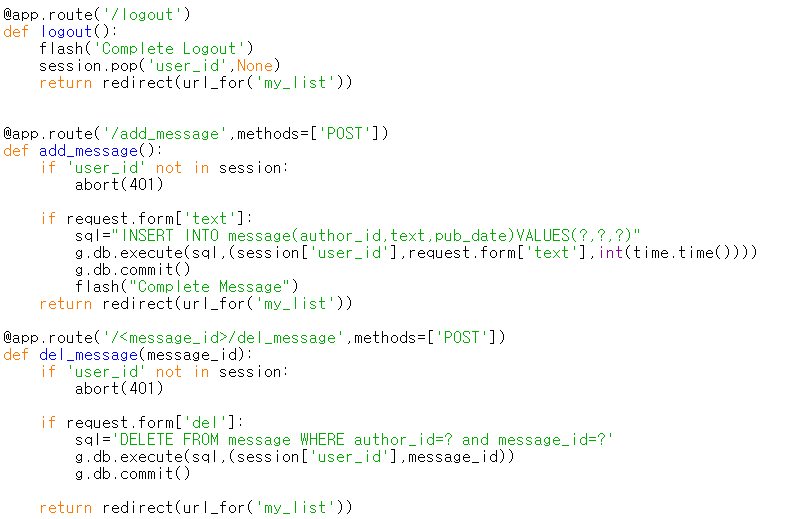 @app.route('/logout')
def logout():
    flash('Complete Logout')
    session.pop('user_id',None)
    return redirect(url_for('my_list'))
@app.route('/add_message',methods=['POST'])
def add_message():
    if 'user_id' not in session:
        abort(401)
    if request.form['text']:
        sql="INSERT INTO message(author_id,text,pub_date)VALUES(?,?,?)"
        g.db.execute(sql,(session['user_id'],request.form['text'],int(time.time())))
        g.db.commit()
        flash("Complete Message")
    return redirect(url_for('my_list'))
@app.route('/<message_id>/del_message',methods=['POST'])
def del_message(message_id):
    if 'user_id' not in session:
        abort(401)
    if request.form['del']:
        sql='DELETE FROM message WHERE author_id=? and message_id=?'
        g.db.execute(sql,(session['user_id'],message_id))
        g.db.commit()
    return redirect(url_for('my_list'))